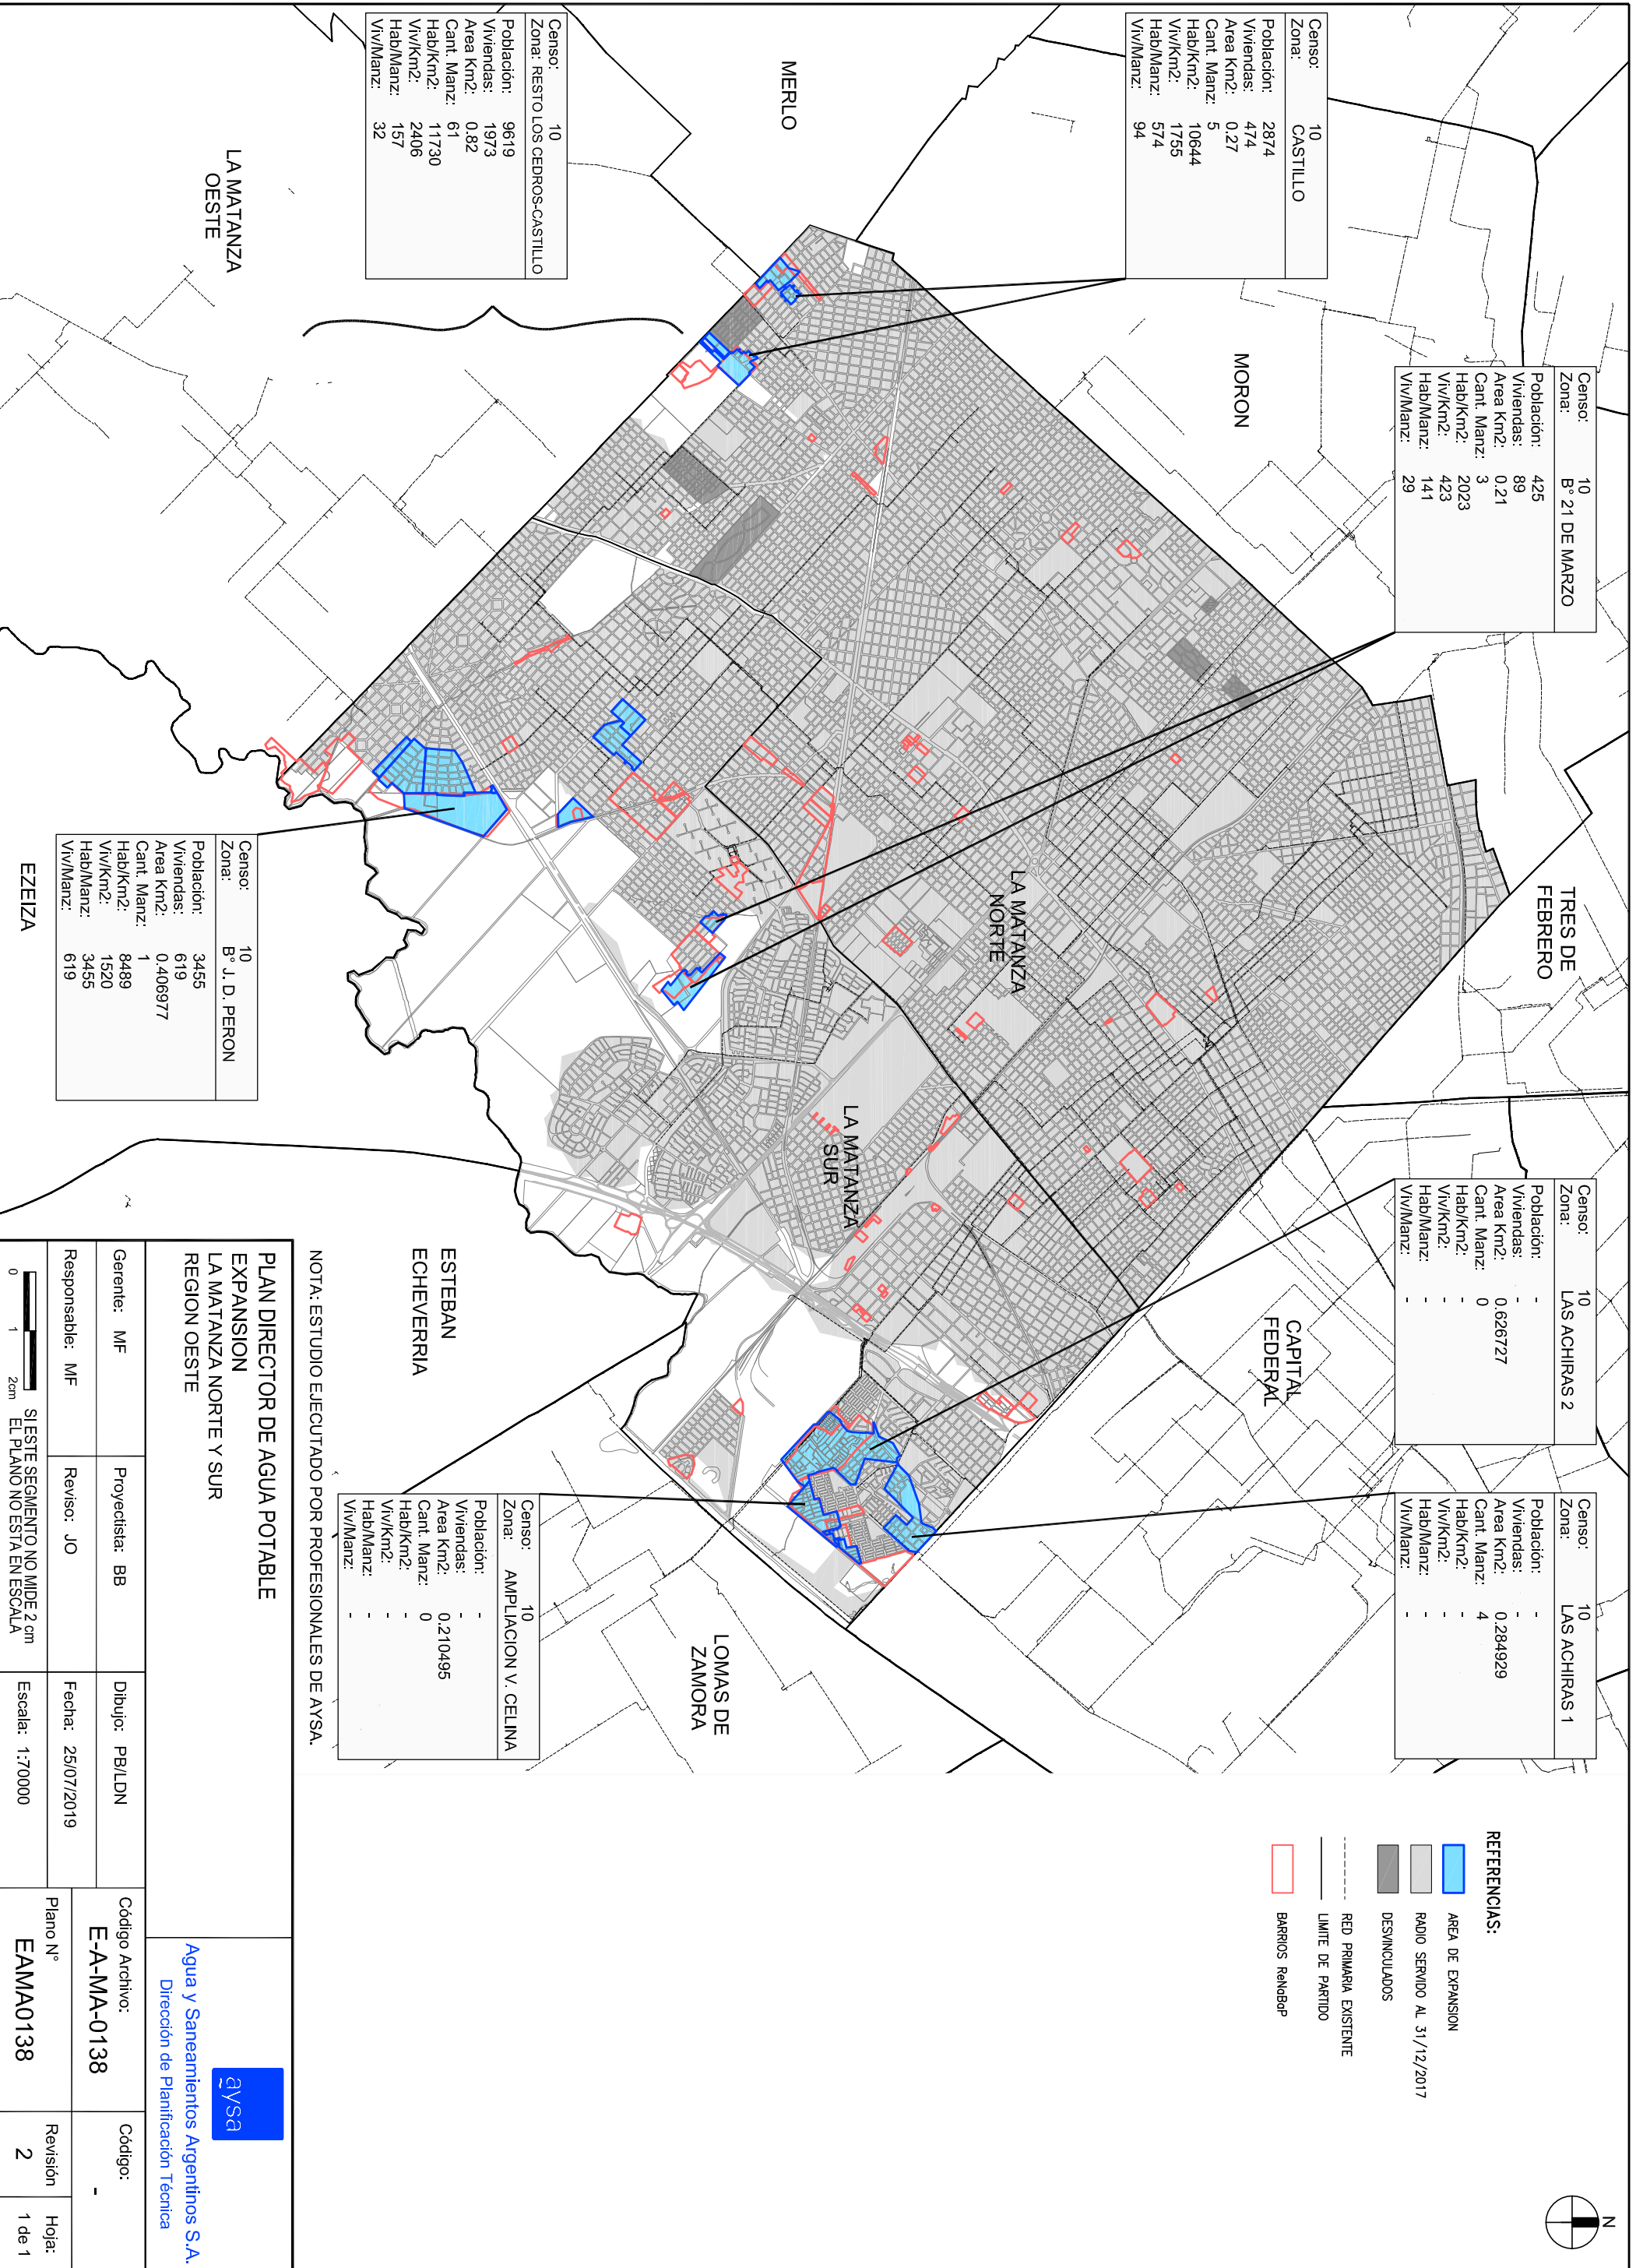 Censo: 10
Zona: RESTO LOS CEDROS-CASTILLO
Población: 9619
Viviendas: 1973
Area Km2: 0.82
Cant. Manz: 61
Hab/Km2: 11730
Viv/Km2: 2406
Hab/Manz: 157
Viv/Manz: 32
Censo: 10
Zona: CASTILLO
Población: 2874
Viviendas: 474
Area Km2: 0.27
Cant. Manz: 5
Hab/Km2: 10644
Viv/Km2: 1755
Hab/Manz: 574
Viv/Manz: 94
Censo: 10
Zona: B° 21 DE MARZO
Población: 425
Viviendas: 89
Area Km2: 0.21
Cant. Manz: 3
Hab/Km2: 2023
Viv/Km2: 423
Hab/Manz: 141
Viv/Manz: 29
Censo: 10
Zona: LAS ACHIRAS 2
Población: -
Viviendas: -
Area Km2: 0.626727
Cant. Manz: 0
Hab/Km2: -
Viv/Km2: -
Hab/Manz: -
Viv/Manz: -
Censo: 10
Zona: LAS ACHIRAS 1
Población: -
Viviendas: -
Area Km2: 0.284929
Cant. Manz: 4
Hab/Km2: -
Viv/Km2: -
Hab/Manz: -
Viv/Manz: -
Censo: 10
Zona: B° J. D. PERON
Población: 3455
Viviendas: 619
Area Km2: 0.406977
Cant. Manz: 1
Hab/Km2: 8489
Viv/Km2: 1520
Hab/Manz: 3455
Viv/Manz: 619
Censo: 10
Zona: AMPLIACION V. CELINA
Población: -
Viviendas: -
Area Km2: 0.210495
Cant. Manz: 0
Hab/Km2: -
Viv/Km2: -
Hab/Manz: -
Viv/Manz: -
MERLO
MORON
TRES DE
FEBRERO
LA MATANZA
OESTE
LA MATANZA
NORTE
LA MATANZA
SUR
CAPITAL
FEDERAL
EZEIZA
ESTEBAN
ECHEVERRIA
LOMAS DE
ZAMORA
N
REFERENCIAS:
AREA DE EXPANSION
RADIO SERVIDO AL 31/12/2017
DESVINCULADOS
RED PRIMARIA EXISTENTE
LIMITE DE PARTIDO
BARRIOS ReNaBaP
NOTA: ESTUDIO EJECUTADO POR PROFESIONALES DE AYSA.
PLAN DIRECTOR DE AGUA POTABLE
EXPANSION
LA MATANZA NORTE Y SUR
REGION OESTE
aysa
Agua y Saneamientos Argentinos S.A.
Dirección de Planificación Técnica
Gerente: MF
Proyectista: BB
Dibujo: PB/LDN
Código Archivo:
E-A-MA-0138
Código:
-
Responsable: MF
Reviso: JO
Fecha: 25/07/2019
Plano N°
EAMA0138
Revisión
2
Hoja:
1 de 1
0 1 2cm
SI ESTE SEGMENTO NO MIDE 2 cm
EL PLANO NO ESTA EN ESCALA
Escala: 1:70000